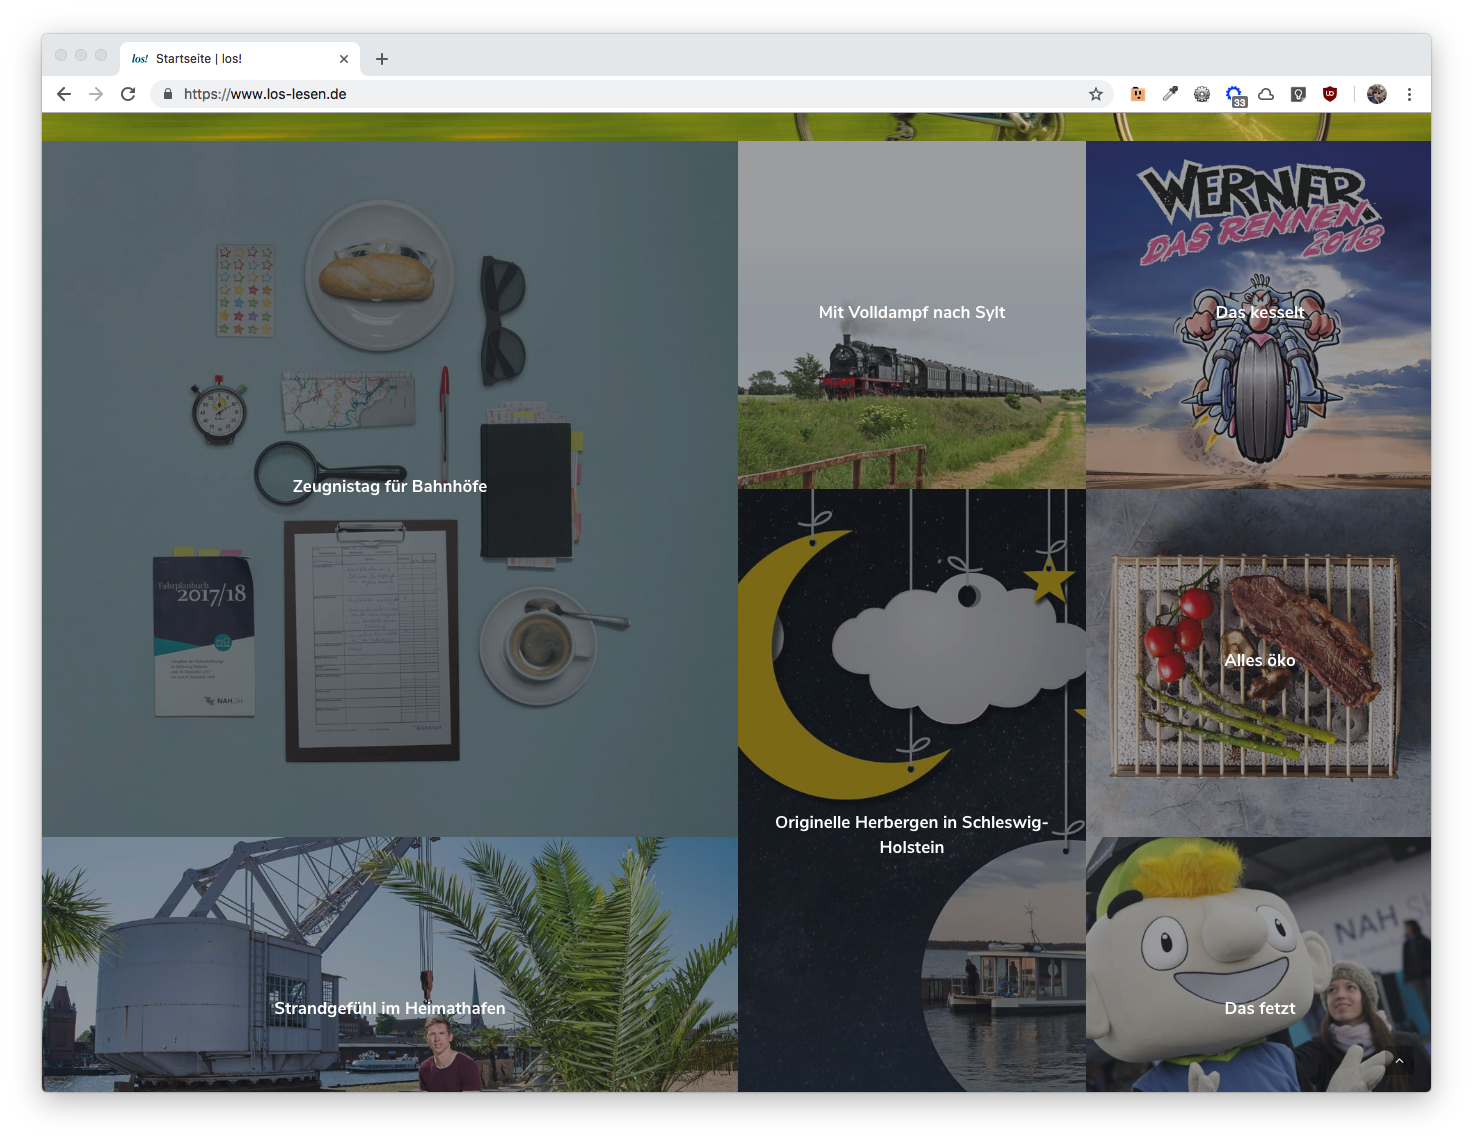 los! Startseite | los!
https://www.los-lesen.de
33
Mit Volldampf nach Sylt
WERNER
DAS RENNEN
2018
Das kesselt
Zeugnistag für Bahnhöfe
Fahrplanbuch
2017/18
NAH.SH
Alles öko
Originelle Herbergen in Schleswig-
Holstein
Strandgefühl im Heimathafen
NAH.SH
Das fetzt